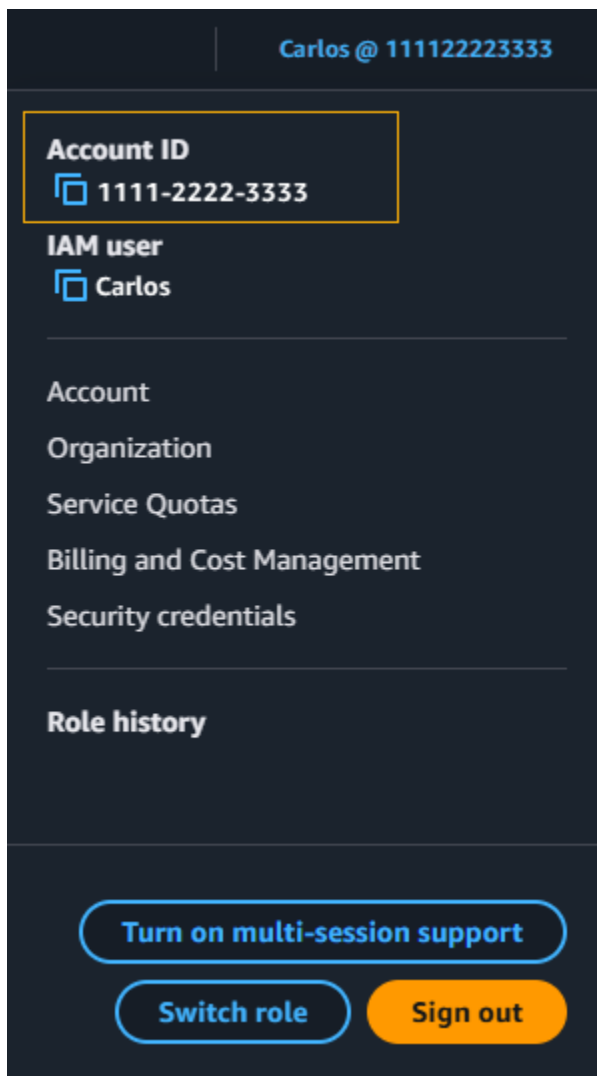 Carlos @ 111122223333
Account ID
1111-2222-3333
IAM user
Carlos
Account
Organization
Service Quotas
Billing and Cost Management
Security credentials
Role history
Turn on multi-session support
Switch role
Sign out